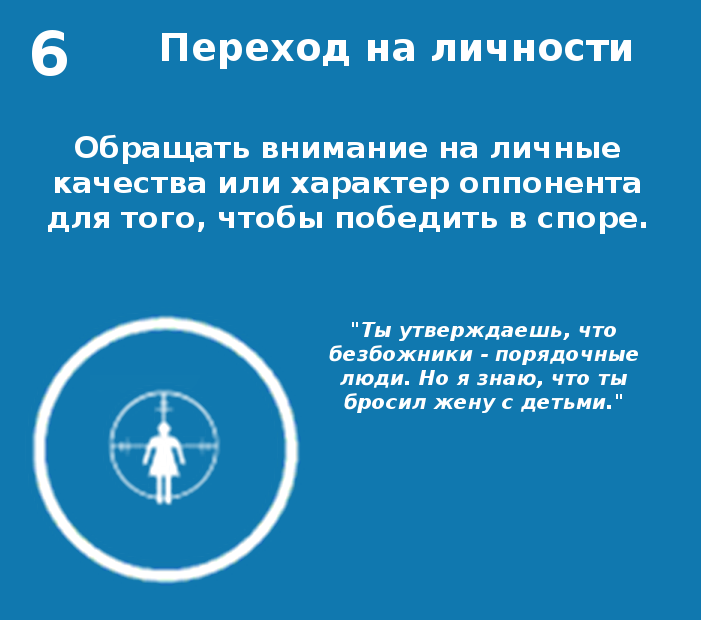 6
Переход на личности
Обращать внимание на личные
качества или характер оппонента
для того, чтобы победить в споре.
"Ты утверждаешь, что
безбожники - порядочные
люди. Но я знаю, что ты
бросил жену с детьми."